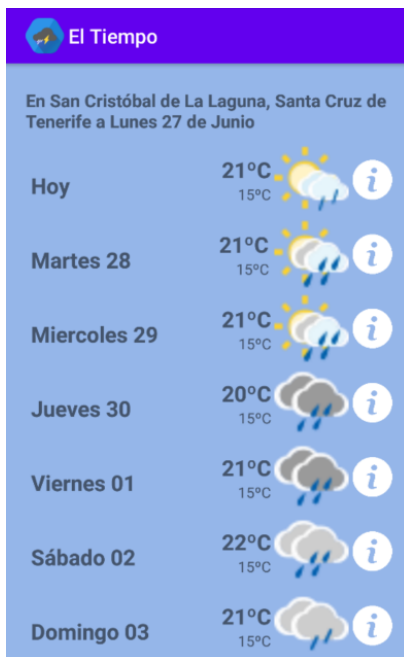 El Tiempo
En San Cristóbal de La Laguna, Santa Cruz de
Tenerife a Lunes 27 de Junio
Hoy
21ºC
15ºC
i
Martes 28
21ºC
15ºC
i
Miercoles 29
21ºC
15ºC
i
Jueves 30
20ºC
15ºC
i
Viernes 01
21ºC
15ºC
i
Sábado 02
22ºC
15ºC
i
Domingo 03
21ºC
15ºC
i